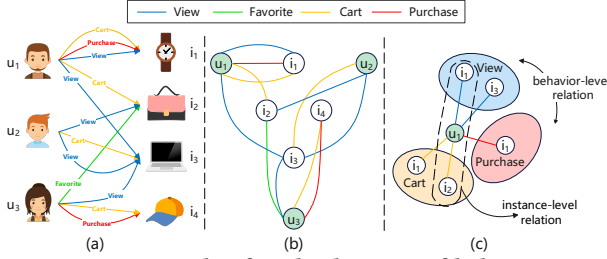 View Favorite Cart Purchase
u1
Cart
Purchase
View
i1
View
Cart
View
i2
u2
Cart
View
i3
Favorite
u3
View
Cart
Purchase
i4
(a)
u1 i1 u2
i2 i4
i3
u3
(b)
i1 View
i3
behavior-leve
relation
u1
i1
Purchase
i1
Cart i2
instance-level
relation
(c)